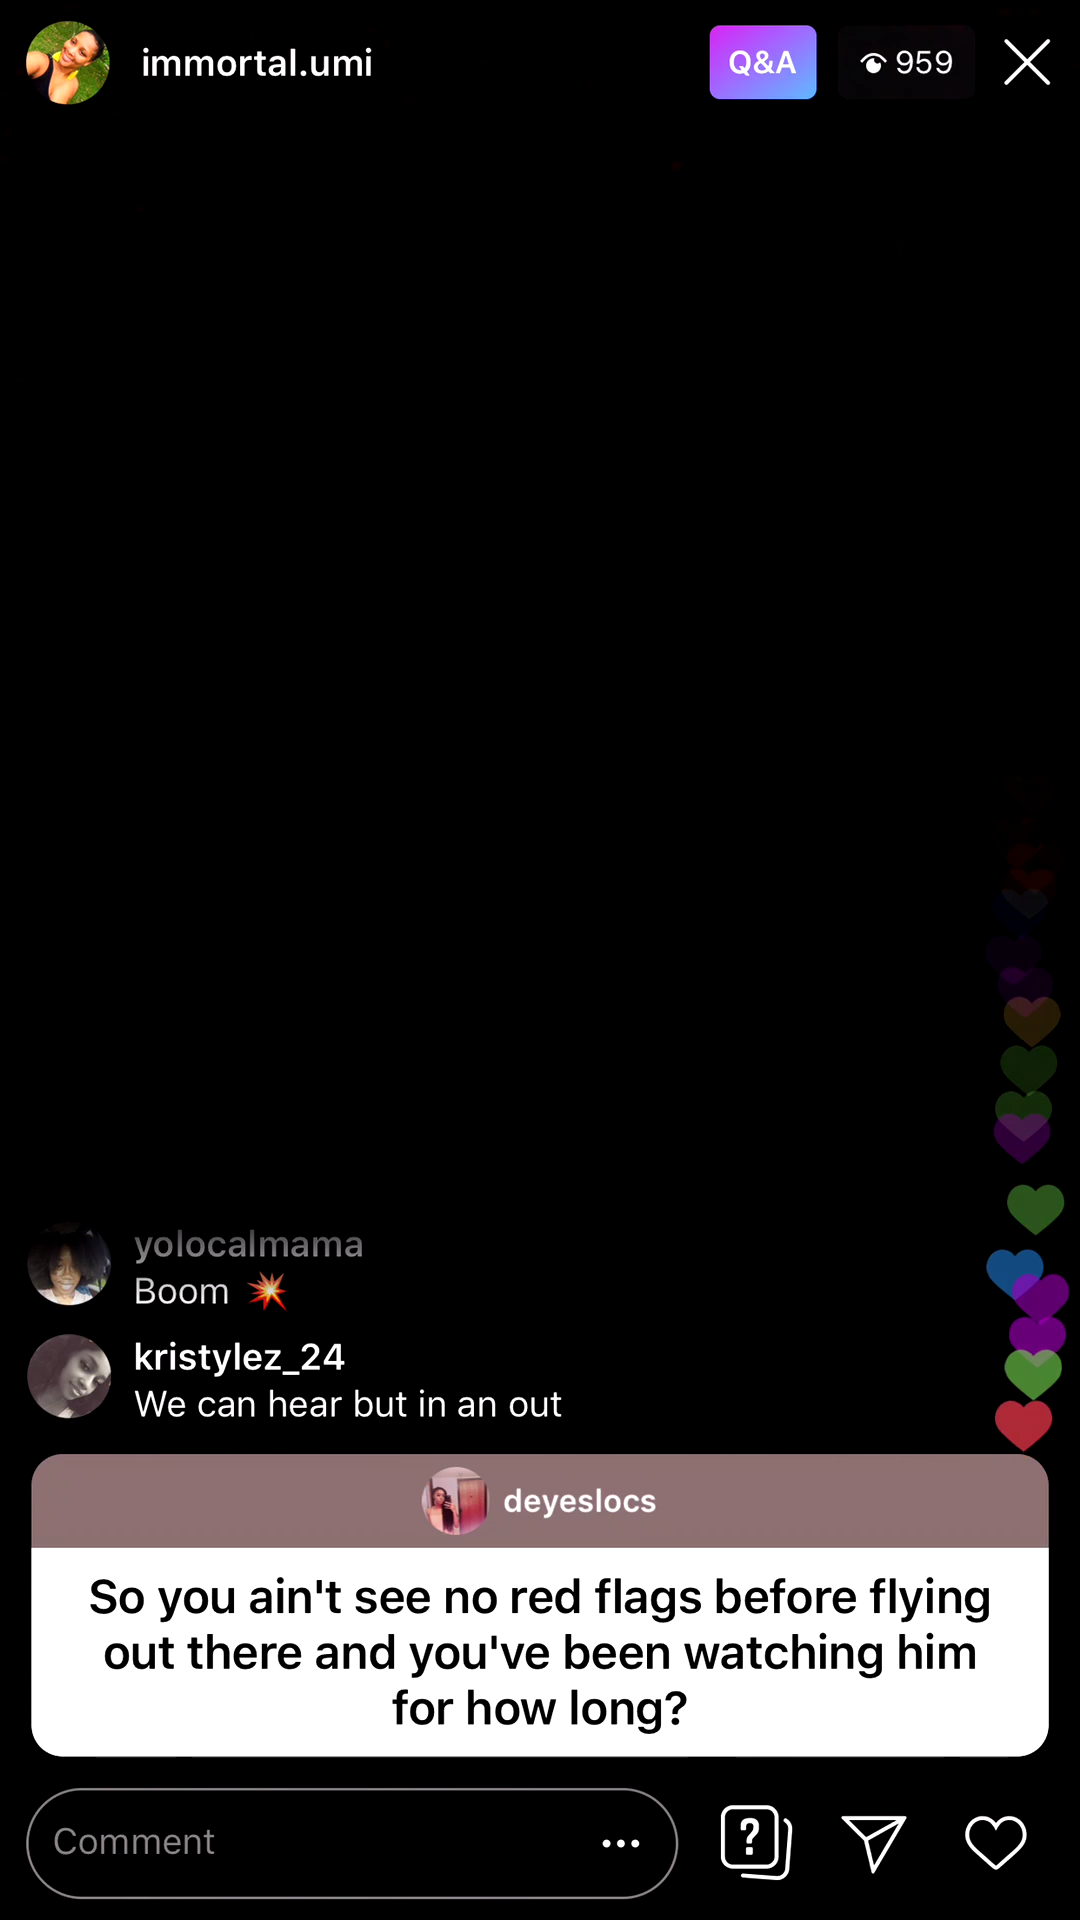 immortal.umi
Q&A
959
yolocalmama
Boom 💥
kristylez_24
We can hear but in an out
deyeslocs
So you ain't see no red flags before flying
out there and you've been watching him
for how long?
Comment